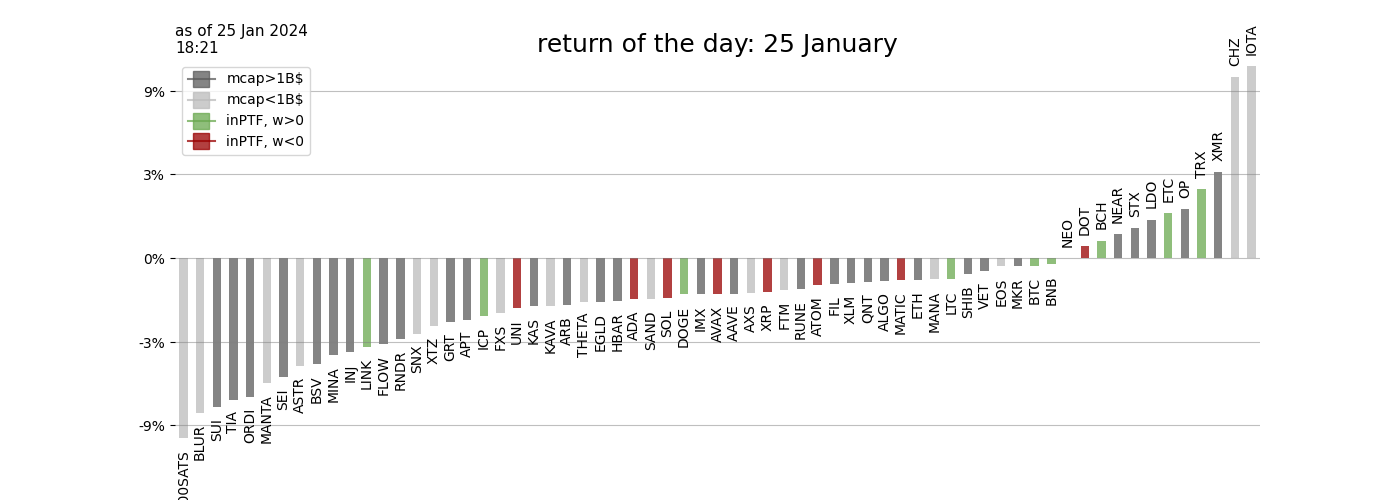 as of 25 Jan 2024
18:21
return of the day: 25 January
mcap>1B$
mcap<1B$
inPTF, w>0
inPTF, w<0
9%
3%
0%
-3%
-9%
BLUR
SUI
TIA
ORDI
MANTA
SEI
ASTR
BSV
MINA
INJ
LINK
FLOW
RNDR
SNX
XTZ
GRT
APT
ICP
FXS
UNI
KAS
KAVA
ARB
THETA
EGLD
HBAR
ADA
SAND
SOL
DOGE
IMX
AVAX
AAVE
AXS
XRP
FTM
RUNE
ATOM
FIL
XLM
QNT
ALGO
MATIC
ETH
MANA
LTC
SHIB
VET
EOS
MKR
BTC
BNB
NEO
DOT
BCH
NEAR
STX
LDO
ETC
OP
TRX
XMR
CHZ
IOTA